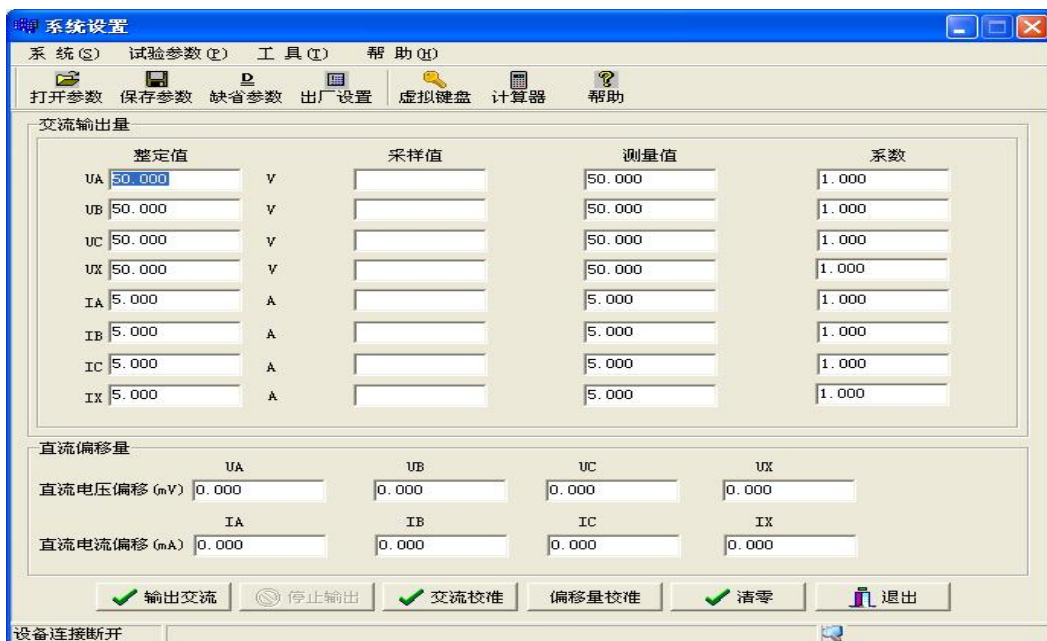 系统设置
系 统(S) 试验参数(P) 工 具(T) 帮 助(H)
D
打开参数 保存参数 缺省参数 出厂设置 虚拟键盘 计算器 帮助
交流输出量
整定值 采样值 测量值 系数
UA 50.000 V 50.000 1.000
UB 50.000 V 50.000 1.000
UC 50.000 V 50.000 1.000
UX 50.000 V 50.000 1.000
IA 5.000 A 5.000 1.000
IB 5.000 A 5.000 1.000
IC 5.000 A 5.000 1.000
IX 5.000 A 5.000 1.000
直流偏移量
UA UB UC UX
直流电压偏移(mV) 0.000 0.000 0.000 0.000
IA IB IC IX
直流电流偏移(mA) 0.000 0.000 0.000 0.000
输出交流 停止输出 交流校准 偏移量校准 清零 退出
设备连接断开